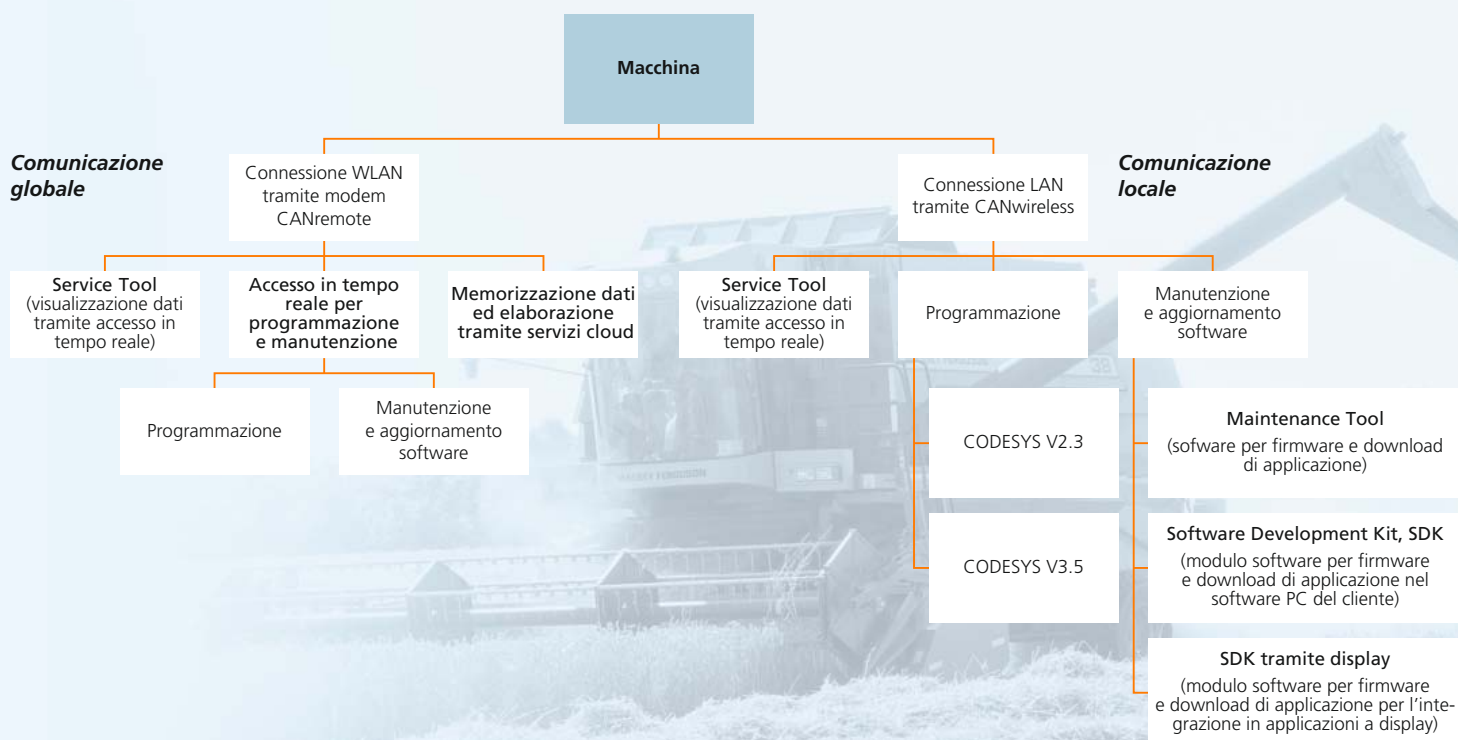 Macchina
Comunicazione
globale
Connessione WLAN
tramite modem
CANremote
Connessione LAN
tramite CANwireless
Comunicazione
locale
Service Tool
(visualizzazione dati
tramite accesso in
tempo reale)
Accesso in tempo
reale per
programmazione
e manutenzione
Memorizzazione dati
ed elaborazione
tramite servizi cloud
Service Tool
(visualizzazione dati
tramite accesso in
tempo reale)
Programmazione
Manutenzione
e aggiornamento
software
Programmazione
Manutenzione
e aggiornamento
software
CODESYS V2.3
CODESYS V3.5
Maintenance Tool
(sofware per firmware e download
di applicazione)
Software Development Kit, SDK
(modulo software per firmware
e download di applicazione nel
software PC del cliente)
SDK tramite display
(modulo software per firmware
e download di applicazione per l'inte-
grazione in applicazioni a display)
MASSEY FERGUSON
38